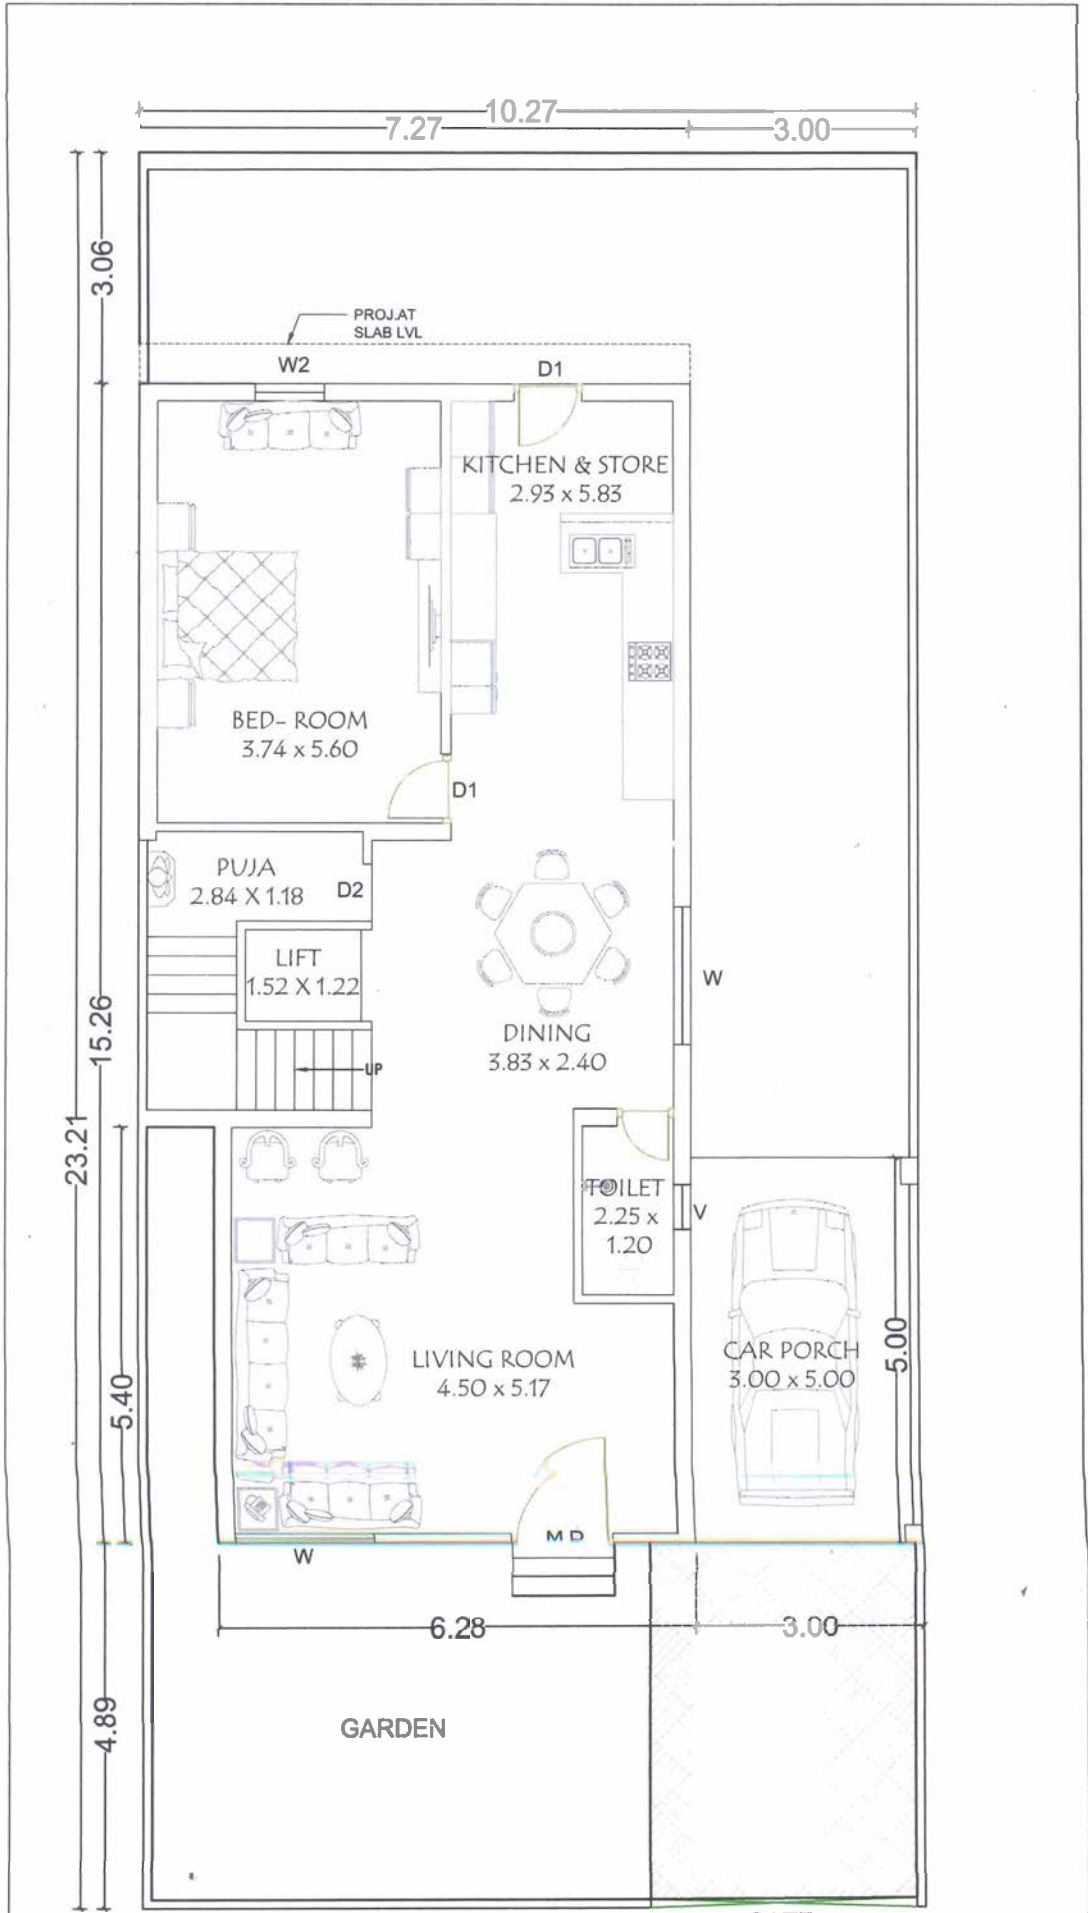 10.27
7.27
3.00
3.06
PROJ.AT
SLAB LVL
W2
D1
KITCHEN & STORE
2.93 x 5.83
BED- ROOM
3.74 x 5.60
D1
PUJA
2.84 X 1.18
D2
LIFT
1.52 X 1.22
W
15.26
DINING
3.83 x 2.40
UP
23.21
TOILET
2.25 x
1.20
V
LIVING ROOM
4.50 x 5.17
CAR PORCH
3.00 x 5.00
5.00
5.40
M D
W
6.28
3.00
4.89
GARDEN